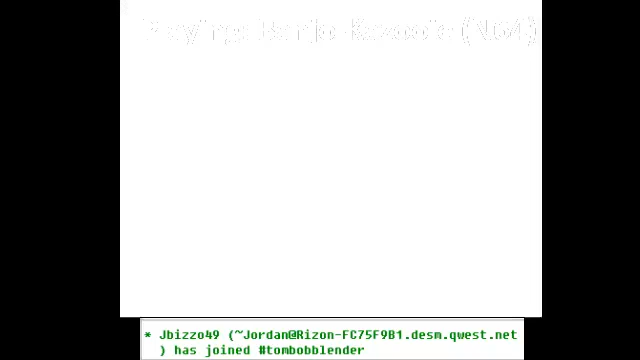 Playing: Banjo-Kazooie (N64)
* Jbizzo49 (~Jordan@Rizon-FC75F9B1.desm.qwest.net
) has joined #tombobblender